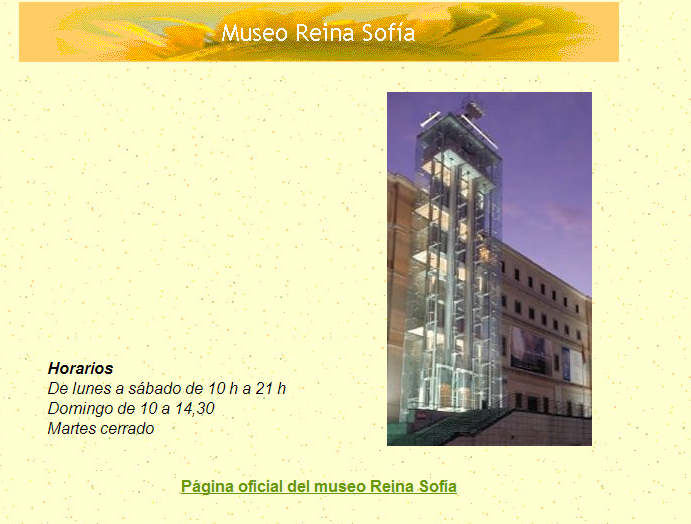 Museo Reina Sofía
Horarios
De lunes a sábado de 10 h a 21 h
Domingo de 10 a 14,30
Martes cerrado
Página oficial del museo Reina Sofia